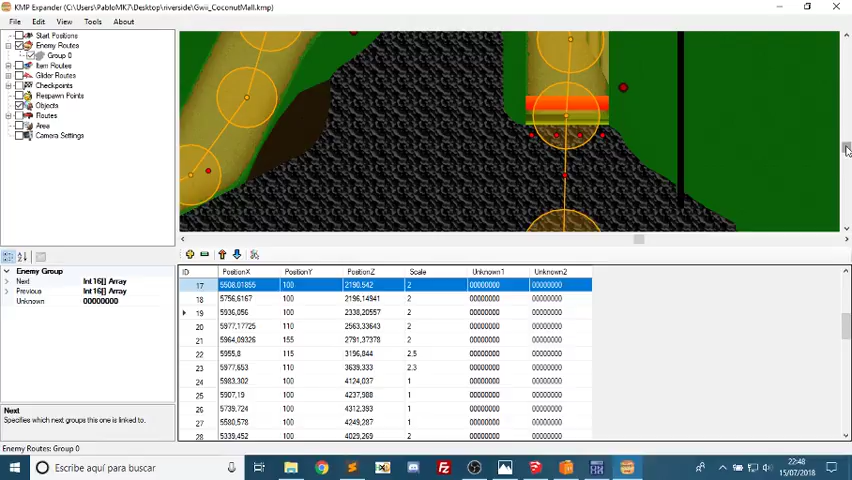 KMP Expander (C:\Users\PabloMK7\Desktop\riverside\Gwii_CoconutMall.kmp)
File Edit View Tools About
Start Positions
Enemy Routes
Group 0
Item Routes
Glider Routes
Checkpoints
Respawn Points
Objects
Routes
Area
Camera Settings
Enemy Group
Next Int16[] Array
Previous Int16[] Array
Unknown 00000000
Next
Specifies which next groups this one is linked to.
ID PositionX PositionY PositionZ Scale Unknown1 Unknown2
17 5508,01855 100 2190,542 2 00000000 00000000
18 5756,6167 100 2196,14941 2 00000000 00000000
19 5936,056 100 2338,20557 2 00000000 00000000
20 5977,17725 110 2563,33643 2 00000000 00000000
21 5964,09326 155 2791,37378 2 00000000 00000000
22 5955,8 115 3196,844 2,5 00000000 00000000
23 5977,653 110 3639,333 2,3 00000000 00000000
24 5983,302 100 4124,037 1 00000000 00000000
25 5907,19 100 4237,988 1 00000000 00000000
26 5739,724 100 4312,393 1 00000000 00000000
27 5580,578 100 4249,287 1 00000000 00000000
28 5339,452 100 4029,269 2 00000000 00000000
Enemy Routes: Group 0
Escribe aquí para buscar
22:48
15/07/2018